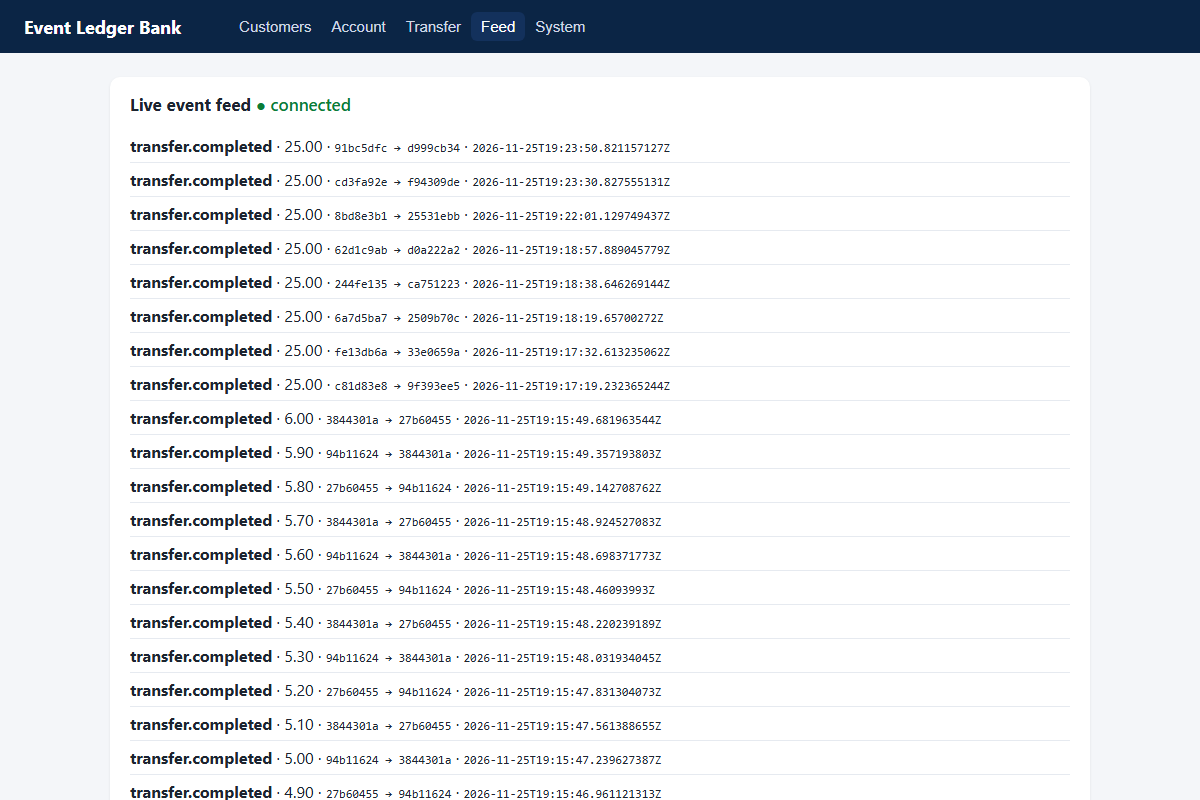 Event Ledger Bank Customers Account Transfer Feed System
Live event feed ● connected
transfer.completed · 25.00 · 91bc5dfc → d999cb34 · 2026-11-25T19:23:50.821157127Z
transfer.completed · 25.00 · cd3fa92e → f94309de · 2026-11-25T19:23:30.827555131Z
transfer.completed · 25.00 · 8bd8e3b1 → 25531ebb · 2026-11-25T19:22:01.129749437Z
transfer.completed · 25.00 · 62d1c9ab → d0a222a2 · 2026-11-25T19:18:57.889045779Z
transfer.completed · 25.00 · 244fe135 → ca751223 · 2026-11-25T19:18:38.646269144Z
transfer.completed · 25.00 · 6a7d5ba7 → 2509b70c · 2026-11-25T19:18:19.65700272Z
transfer.completed · 25.00 · fe13db6a → 33e0659a · 2026-11-25T19:17:32.613235062Z
transfer.completed · 25.00 · c81d83e8 → 9f393ee5 · 2026-11-25T19:17:19.232365244Z
transfer.completed · 6.00 · 3844301a → 27b60455 · 2026-11-25T19:15:49.681963544Z
transfer.completed · 5.90 · 94b11624 → 3844301a · 2026-11-25T19:15:49.357193803Z
transfer.completed · 5.80 · 27b60455 → 94b11624 · 2026-11-25T19:15:49.142708762Z
transfer.completed · 5.70 · 3844301a → 27b60455 · 2026-11-25T19:15:48.924527083Z
transfer.completed · 5.60 · 94b11624 → 3844301a · 2026-11-25T19:15:48.698371773Z
transfer.completed · 5.50 · 27b60455 → 94b11624 · 2026-11-25T19:15:48.46093993Z
transfer.completed · 5.40 · 3844301a → 27b60455 · 2026-11-25T19:15:48.220239189Z
transfer.completed · 5.30 · 94b11624 → 3844301a · 2026-11-25T19:15:48.031934045Z
transfer.completed · 5.20 · 27b60455 → 94b11624 · 2026-11-25T19:15:47.831304073Z
transfer.completed · 5.10 · 3844301a → 27b60455 · 2026-11-25T19:15:47.561388655Z
transfer.completed · 5.00 · 94b11624 → 3844301a · 2026-11-25T19:15:47.239627387Z
transfer.completed · 4.90 · 27b60455 → 94b11624 · 2026-11-25T19:15:46.961121313Z